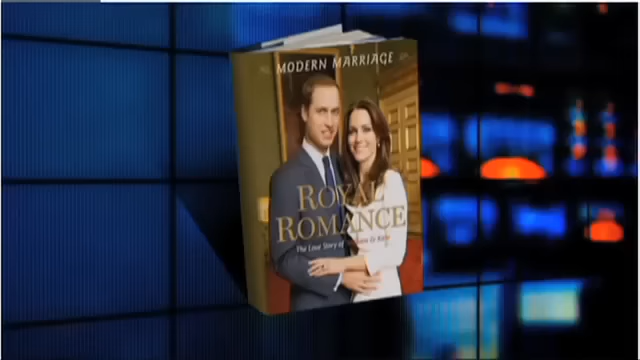 MODERN MARRIAGE
ROYAL
ROMANCE
The Love Story of & Kate